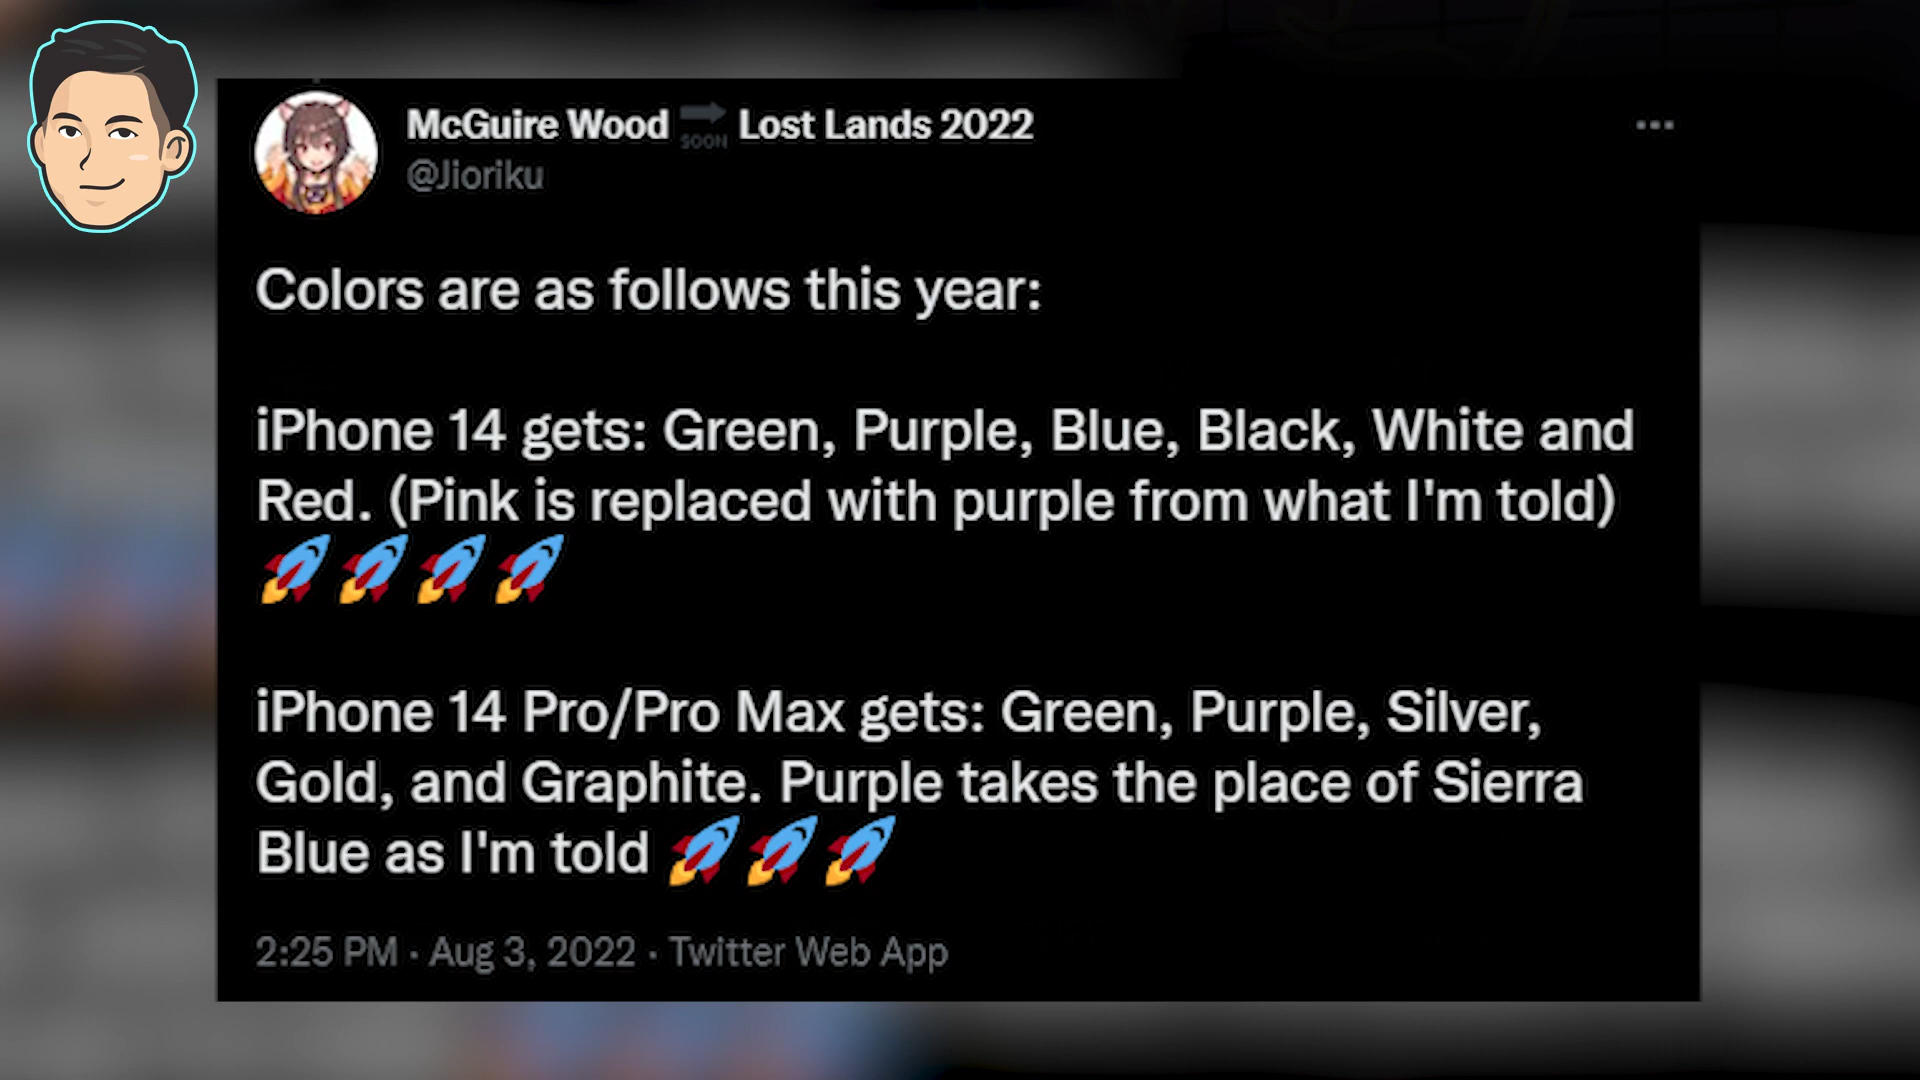 McGuire Wood 🔜 Lost Lands 2022
@Jioriku
Colors are as follows this year:
iPhone 14 gets: Green, Purple, Blue, Black, White and
Red. (Pink is replaced with purple from what I'm told)
🚀🚀🚀🚀
iPhone 14 Pro/Pro Max gets: Green, Purple, Silver,
Gold, and Graphite. Purple takes the place of Sierra
Blue as I'm told 🚀🚀🚀
2:25 PM · Aug 3, 2022 · Twitter Web App